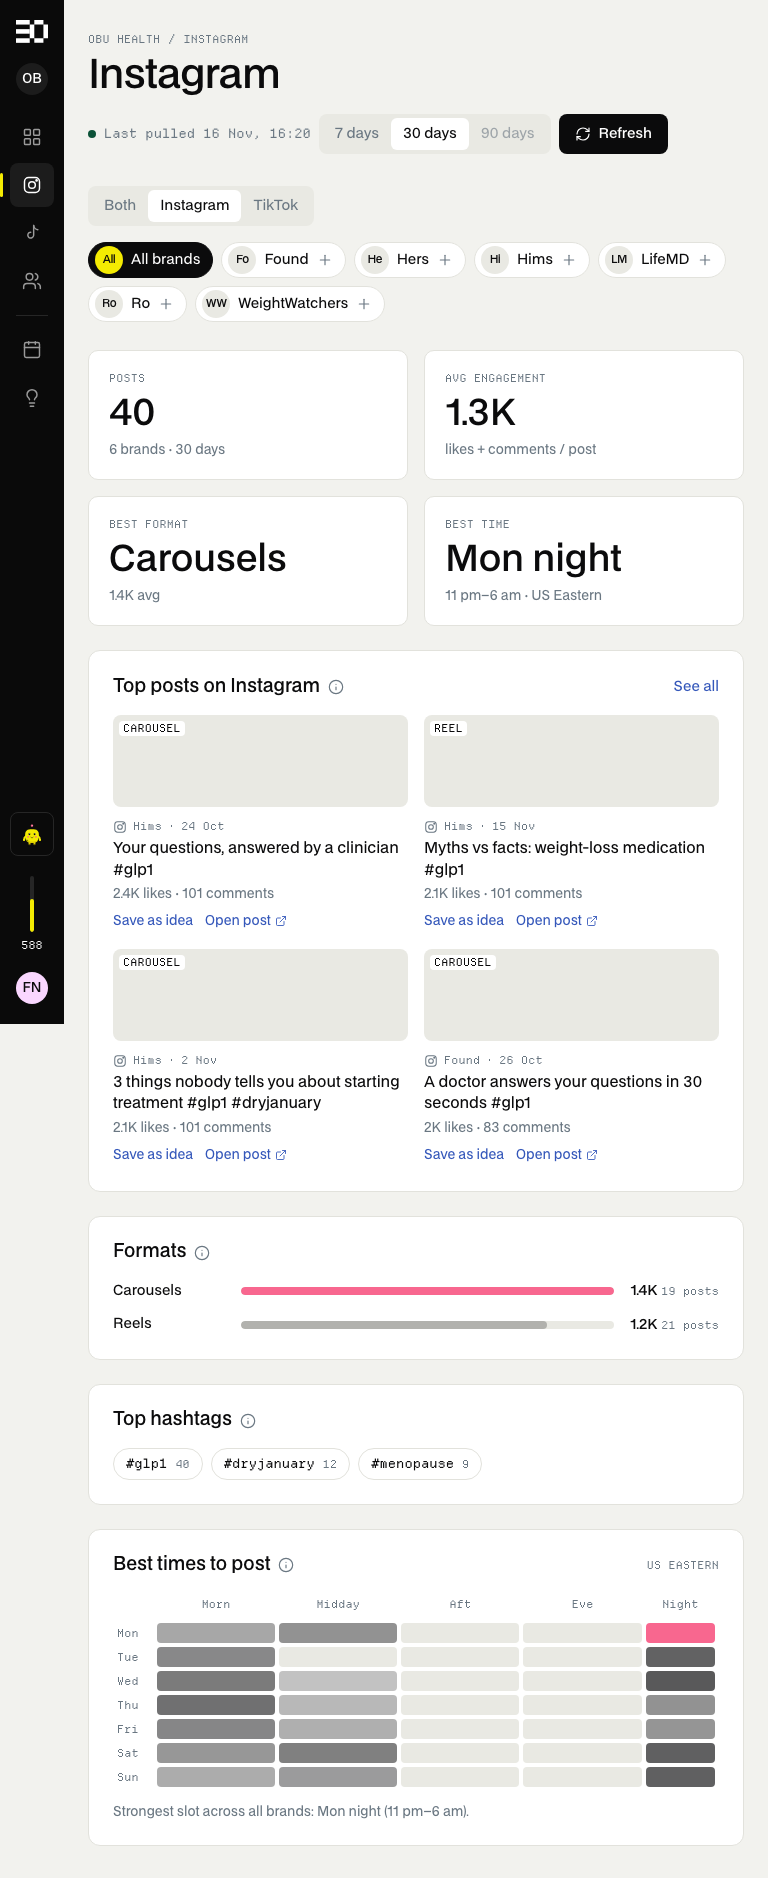 OBU HEALTH / INSTAGRAM
OB
Instagram
Last pulled 16 Nov, 16:20
7 days
30 days
90 days
Refresh
Both
Instagram
TikTok
All All brands
Fo Found
He Hers
Hi Hims
LM LifeMD
Ro Ro
WW WeightWatchers
POSTS
40
6 brands · 30 days
AVG ENGAGEMENT
1.3K
likes + comments / post
BEST FORMAT
Carousels
1.4K avg
BEST TIME
Mon night
11 pm–6 am · US Eastern
Top posts on Instagram
See all
CAROUSEL
Hims · 24 Oct
Your questions, answered by a clinician
#glp1
2.4K likes · 101 comments
Save as idea Open post
REEL
Hims · 15 Nov
Myths vs facts: weight-loss medication
#glp1
2.1K likes · 101 comments
Save as idea Open post
588
FN
CAROUSEL
Hims · 2 Nov
3 things nobody tells you about starting
treatment #glp1 #dryjanuary
2.1K likes · 101 comments
Save as idea Open post
CAROUSEL
Found · 26 Oct
A doctor answers your questions in 30
seconds #glp1
2K likes · 83 comments
Save as idea Open post
Formats
Carousels 1.4K 19 posts
Reels 1.2K 21 posts
Top hashtags
#glp1 40
#dryjanuary 12
#menopause 9
Best times to post
US EASTERN
Morn Midday Aft Eve Night
Mon
Tue
Wed
Thu
Fri
Sat
Sun
Strongest slot across all brands: Mon night (11 pm–6 am).